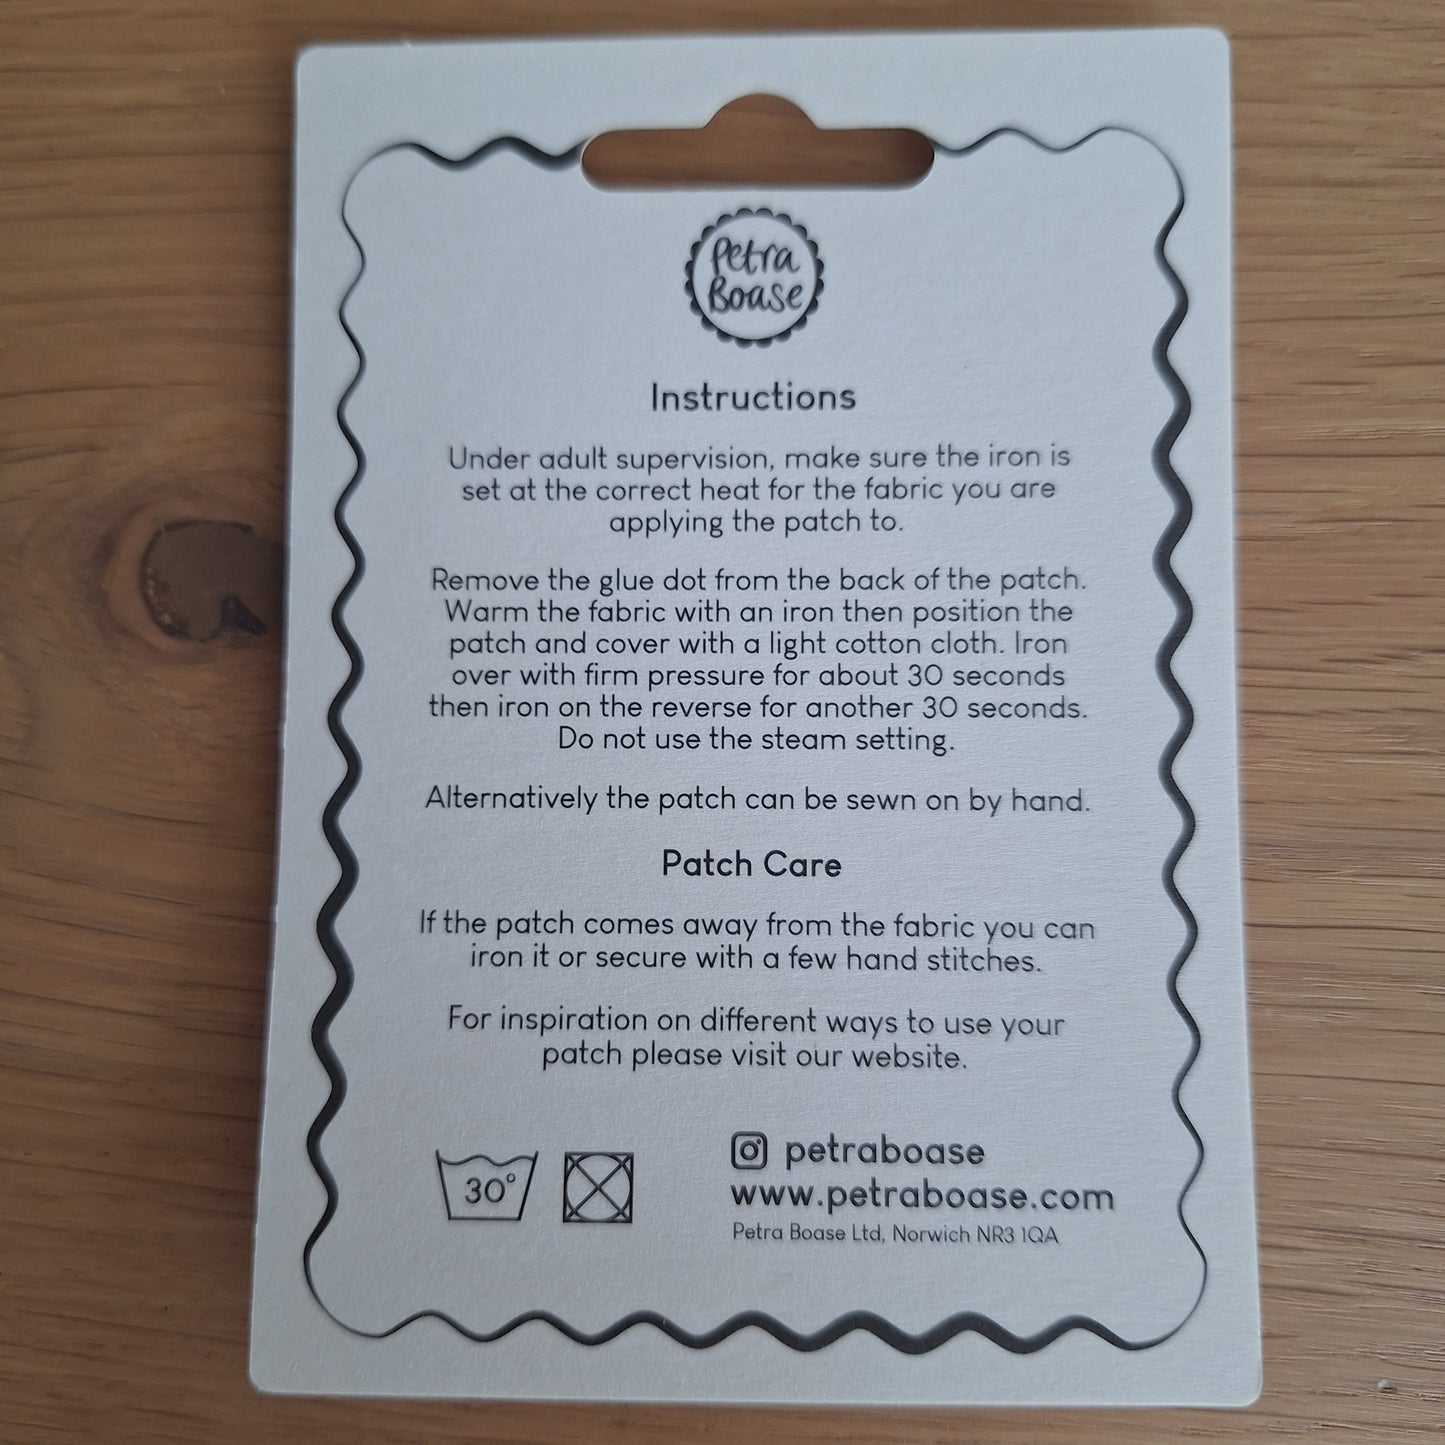 Petra
Boase
Instructions
Under adult supervision, make sure the iron is
set at the correct heat for the fabric you are
applying the patch to.
Remove the glue dot from the back of the patch.
Warm the fabric with an iron then position the
patch and cover with a light cotton cloth. Iron
over with firm pressure for about 30 seconds
then iron on the reverse for another 30 seconds.
Do not use the steam setting.
Alternatively the patch can be sewn on by hand.
Patch Care
If the patch comes away from the fabric you can
iron it or secure with a few hand stitches.
For inspiration on different ways to use your
patch please visit our website.
30°
petraboase
www.petraboase.com
Petra Boase Ltd, Norwich NR3 1QA